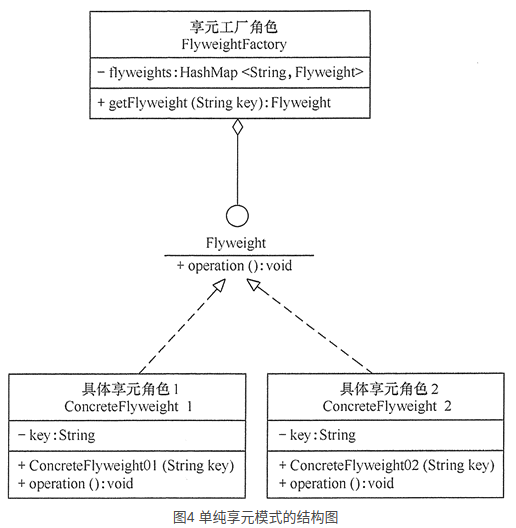 享元工厂角色
FlyweightFactory
- flyweights:HashMap <String, Flyweight>
+ getFlyweight (String key):Flyweight
Flyweight
+ operation ():void
具体享元角色1
ConcreteFlyweight 1
- key:String
+ ConcreteFlyweight01 (String key)
+ operation ():void
具体享元角色2
ConcreteFlyweight 2
- key:String
+ ConcreteFlyweight02 (String key)
+ operation ():void
图4 单纯享元模式的结构图